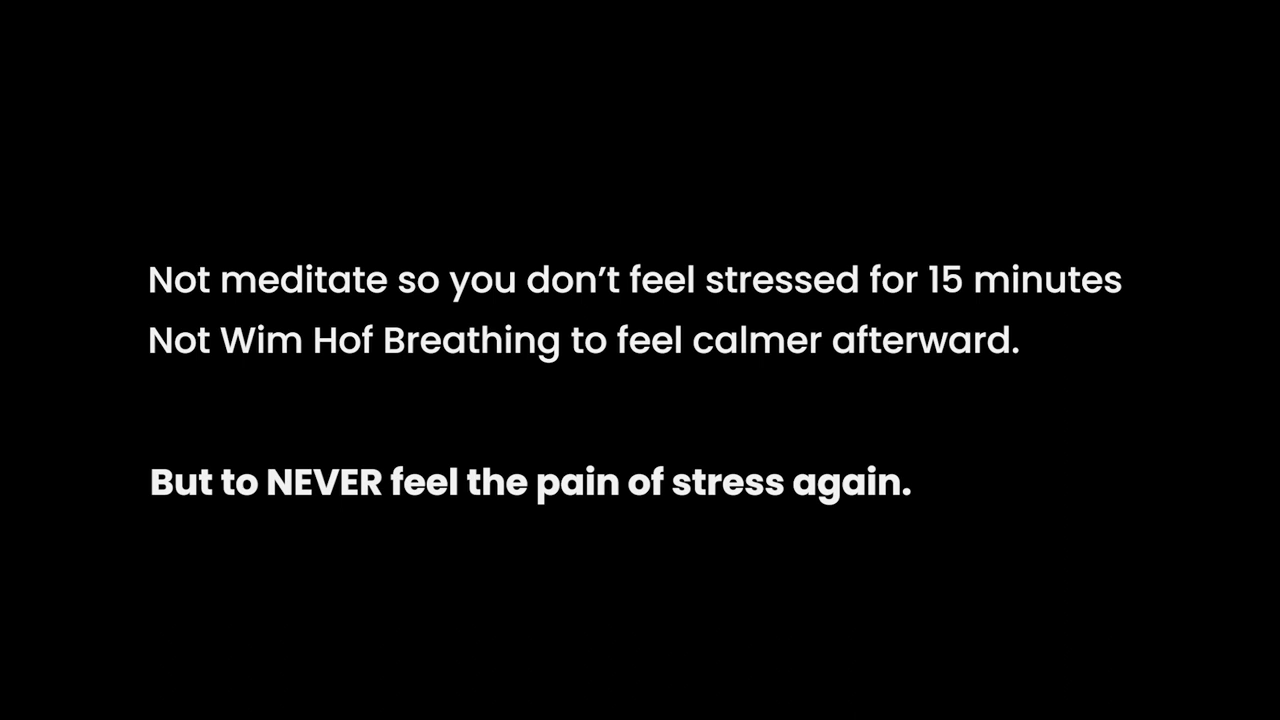 Not meditate so you don’t feel stressed for 15 minutes
Not Wim Hof Breathing to feel calmer afterward.
But to NEVER feel the pain of stress again.